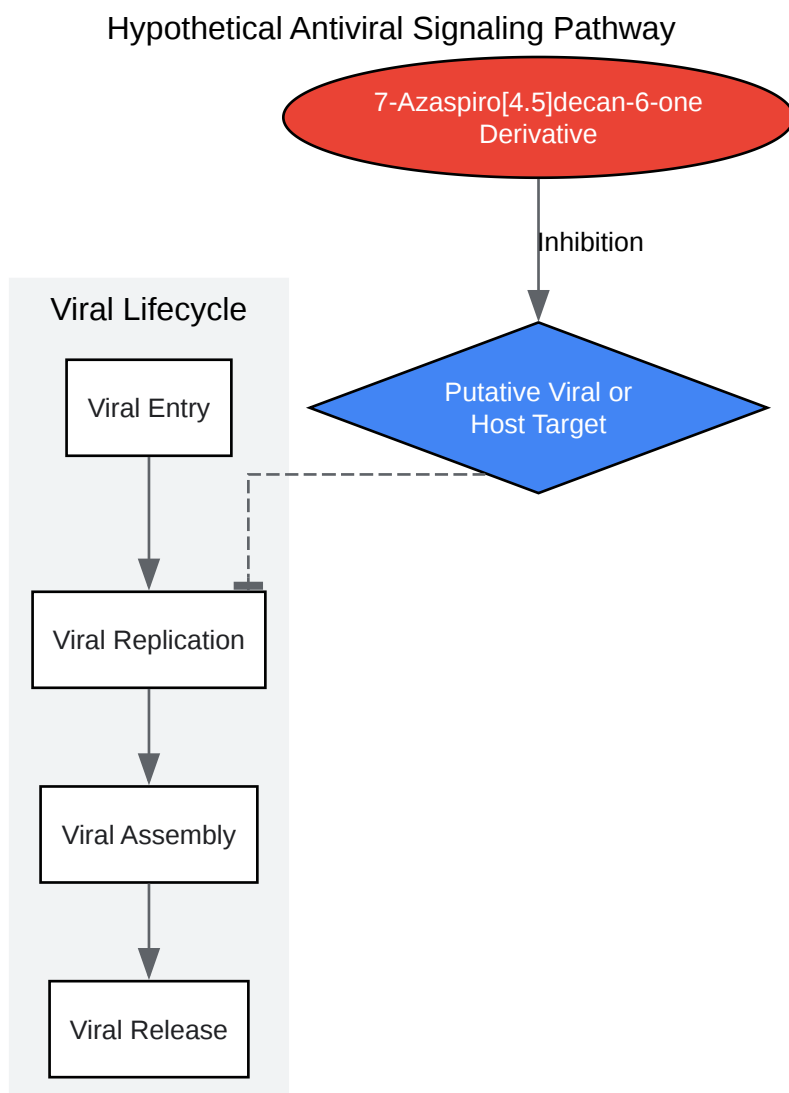 Hypothetical Antiviral Signaling Pathway
7-Azaspiro[4.5]decan-6-one
Derivative
Inhibition
Viral Lifecycle
Viral Entry
Putative Viral or
Host Target
Viral Replication
Viral Assembly
Viral Release